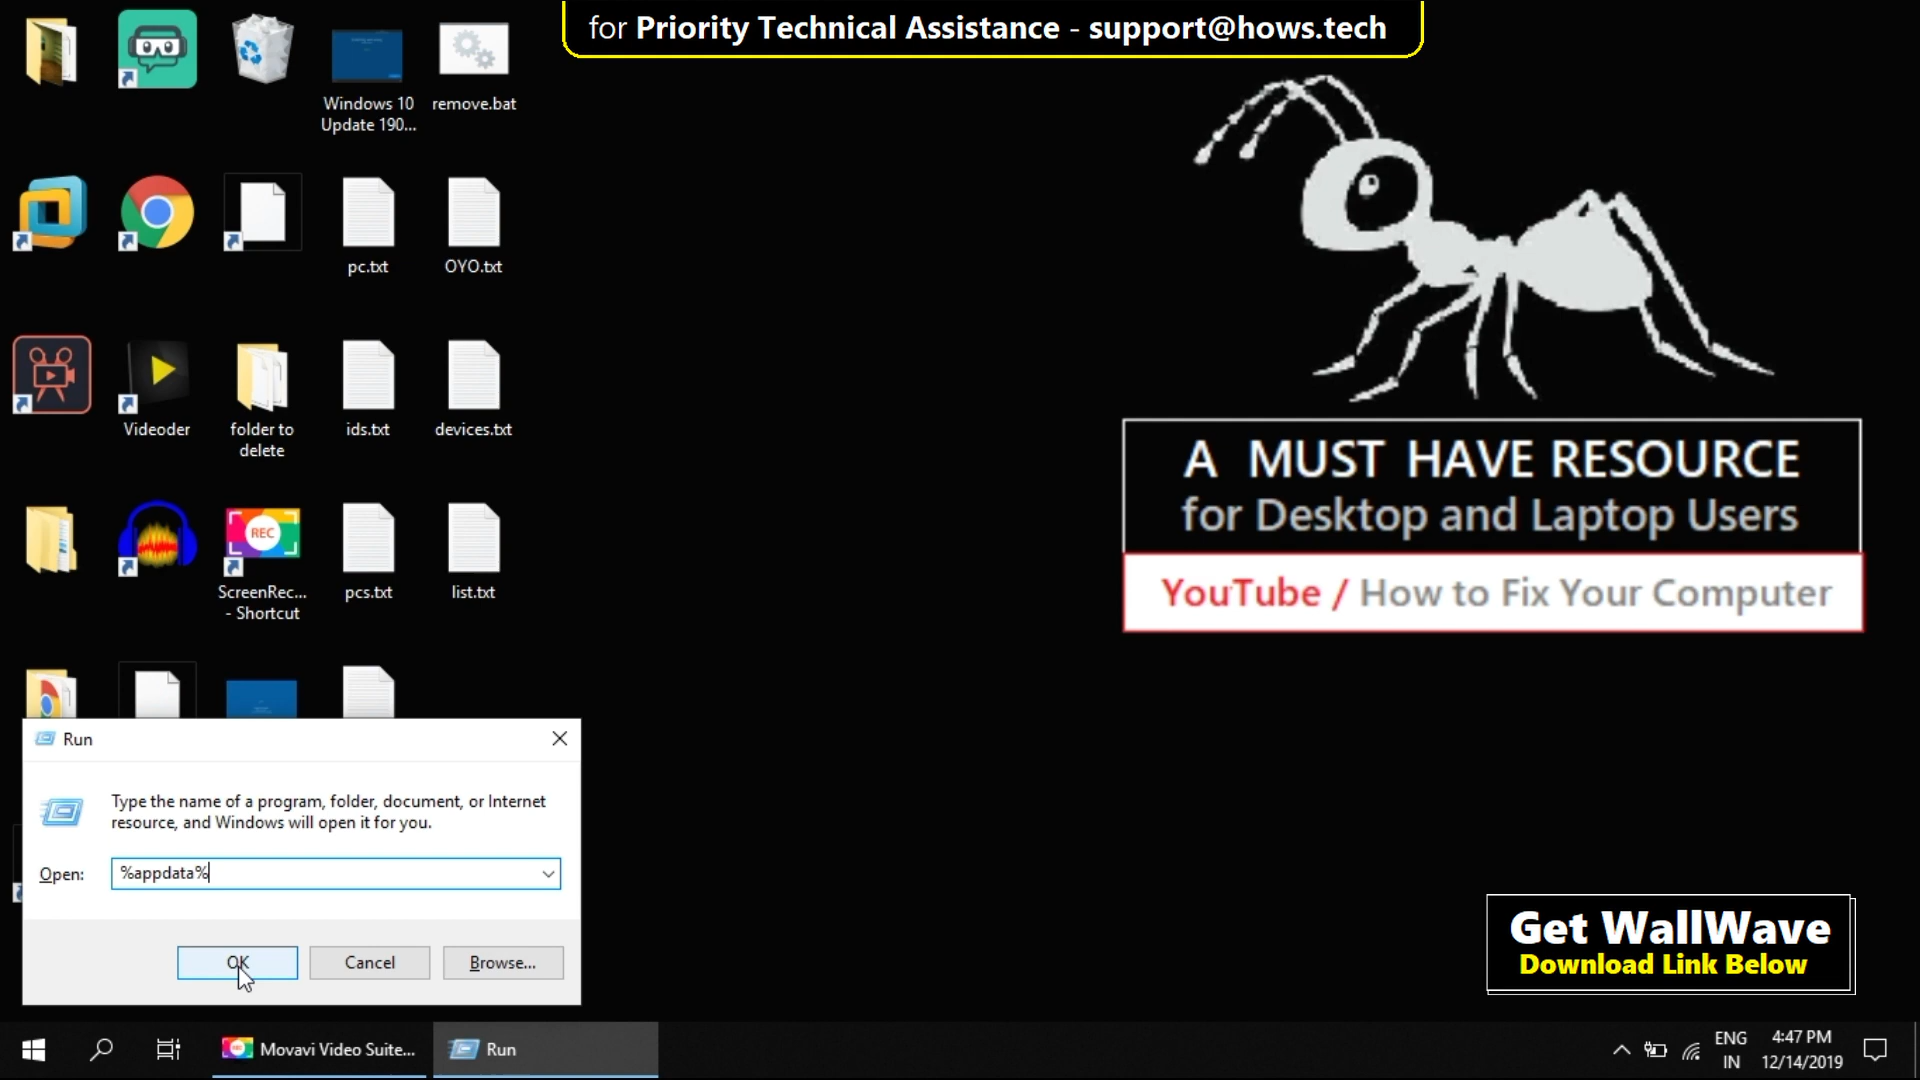 for Priority Technical Assistance - support@hows.tech
Windows 10
Update 190...
remove.bat
pc.txt
OYO.txt
Videoder
folder to
delete
ids.txt
devices.txt
REC
ScreenRec...
- Shortcut
pcs.txt
list.txt
A MUST HAVE RESOURCE
for Desktop and Laptop Users
YouTube / How to Fix Your Computer
Run
Type the name of a program, folder, document, or Internet
resource, and Windows will open it for you.
Open:
%appdata%
OK
Cancel
Browse...
Get WallWave
Download Link Below
Movavi Video Suite...
Run
ENG
IN
4:47 PM
12/14/2019